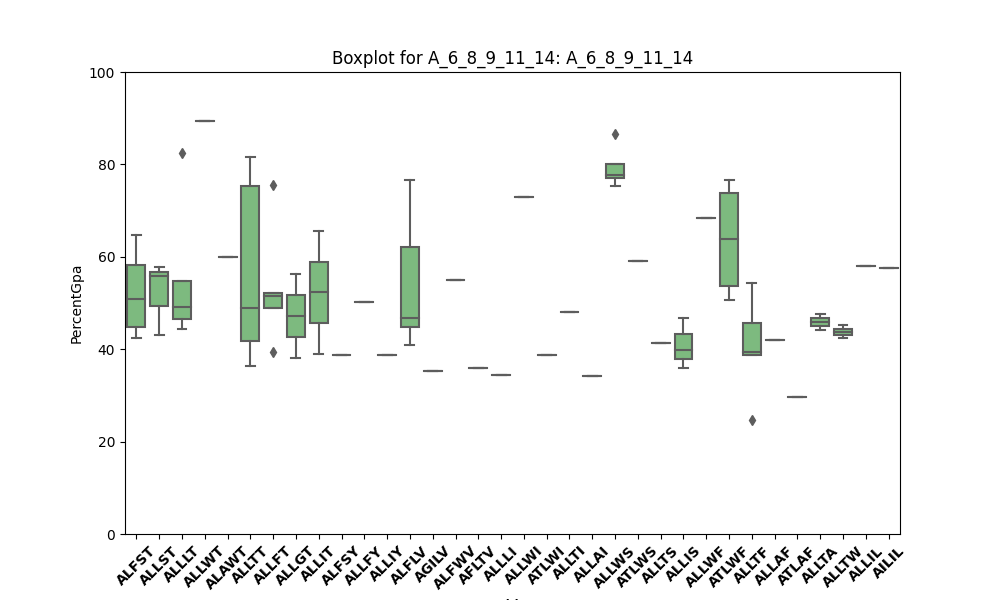 Boxplot for A_6_8_9_11_14: A_6_8_9_11_14
100
80
60
40
20
0
PercentGpa
ALFST ALLST ALLLT ALLWT ALAWT ALLTT ALLFT ALLGT ALLIT ALFSY ALLFY ALLIY ALFLV AGILV ALFWV AFLTV ALLLI ALLWI ATLWI ALLTI ALLAI ALLWS ATLWS ALLTS ALLIS ALLWF ATLWF ALLTF ALLAF ATLAF ALLTA ALLTW ALLIL AILIL